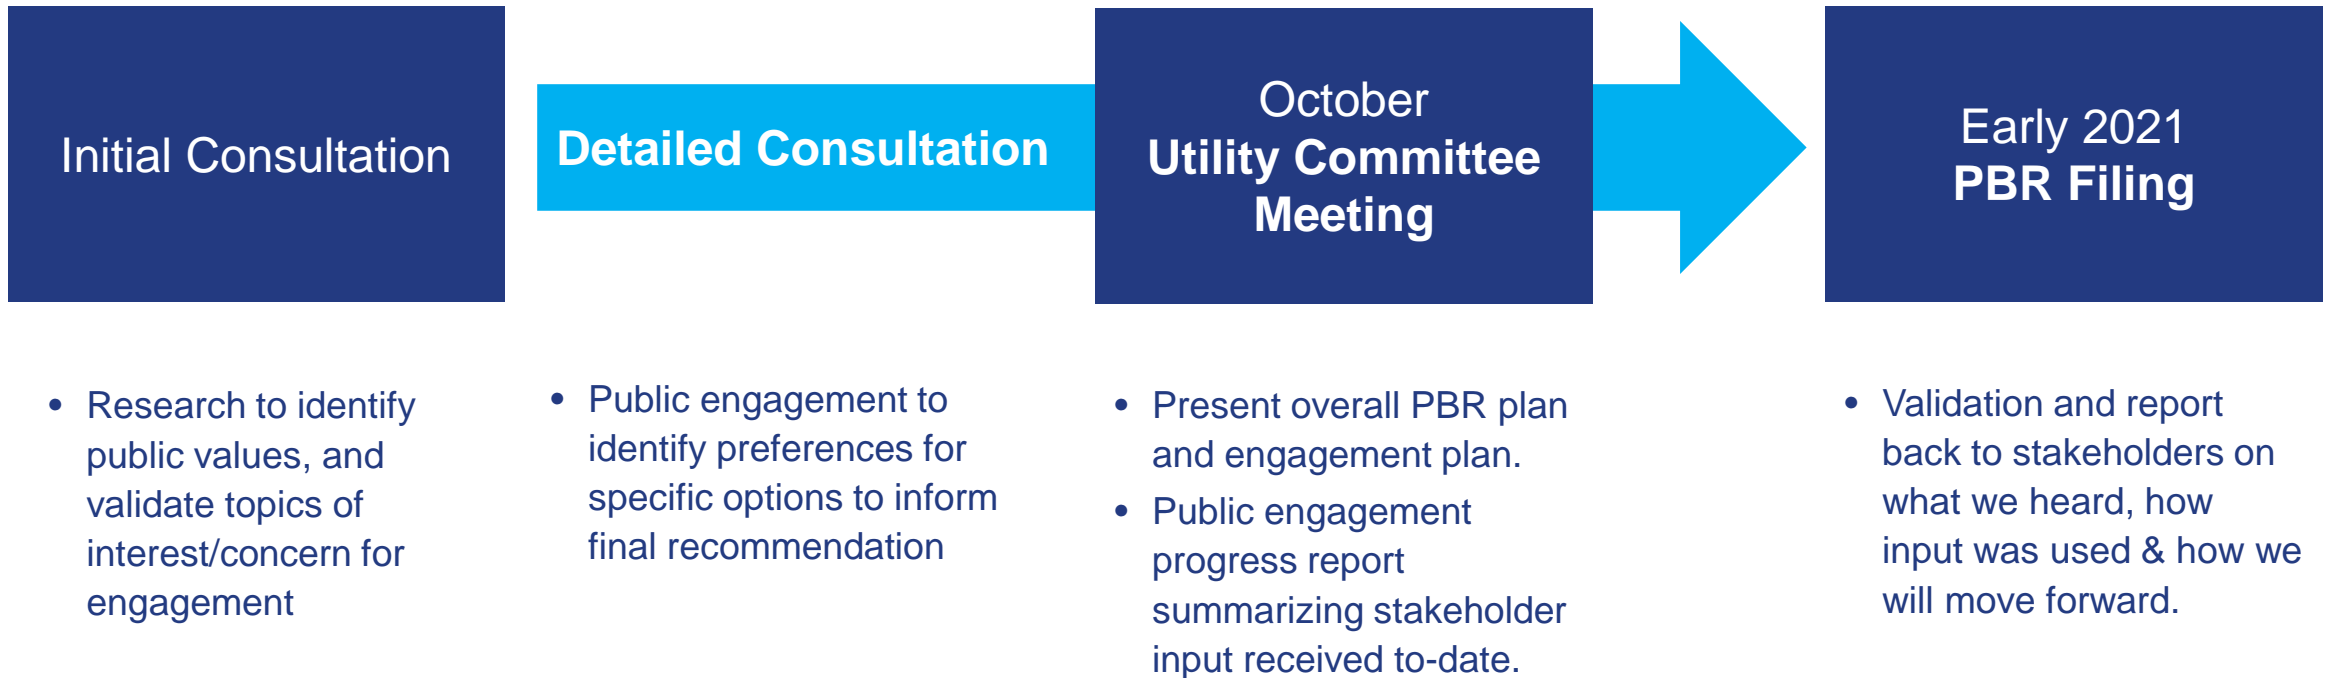 Initial Consultation
Detailed Consultation
October
Utility Committee
Meeting
Early 2021
PBR Filing
• Research to identify
public values, and
validate topics of
interest/concern for
engagement
• Public engagement to
identify preferences for
specific options to inform
final recommendation
• Present overall PBR plan
and engagement plan.
• Public engagement
progress report
summarizing stakeholder
input received to-date.
• Validation and report
back to stakeholders on
what we heard, how
input was used & how we
will move forward.